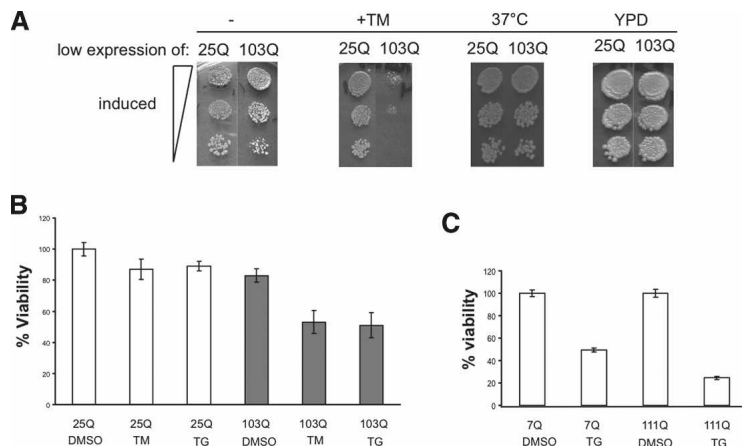 A
- +TM 37°C YPD
low expression of: 25Q 103Q 25Q 103Q 25Q 103Q 25Q 103Q
induced
B
% Viability
120
100
80
60
40
20
0
25Q DMSO
25Q TM
25Q TG
103Q DMSO
103Q TM
103Q TG
C
% viability
120
100
80
60
40
20
0
7Q DMSO
7Q TG
111Q DMSO
111Q TG